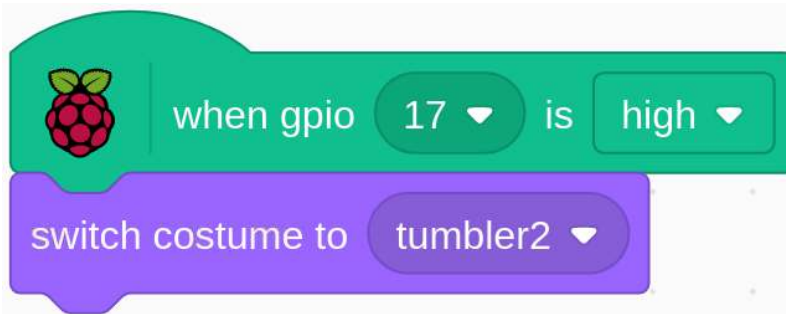 when gpio 17 is high
switch costume to tumbler2